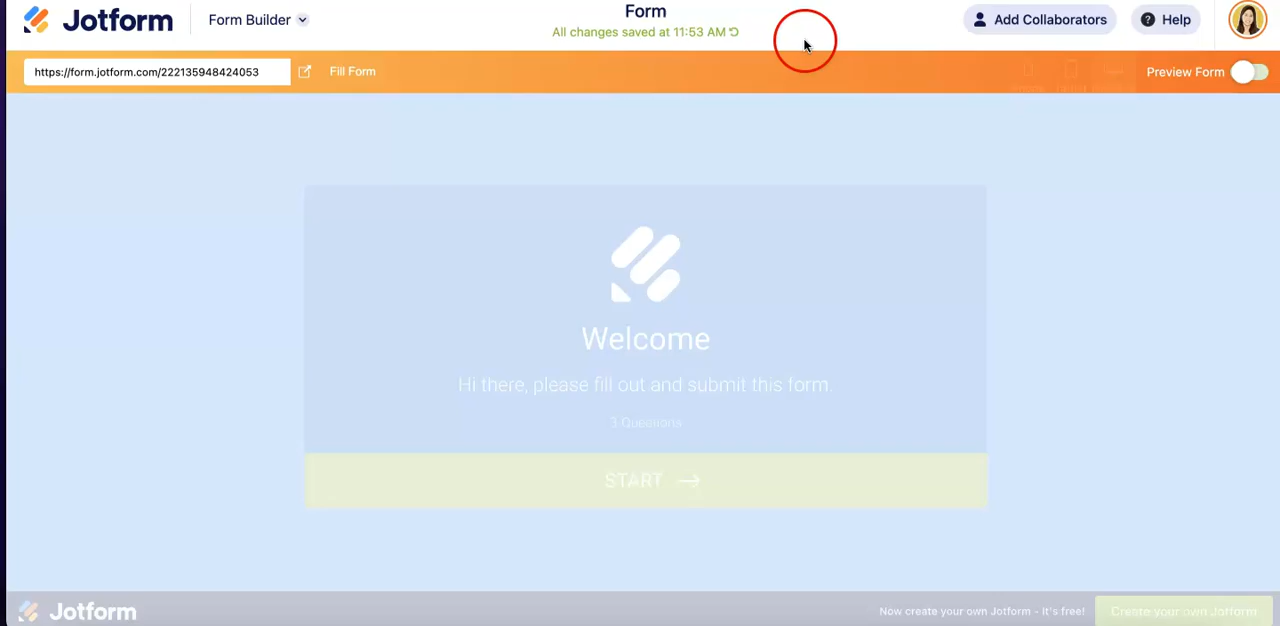 Jotform
Form Builder
Form
All changes saved at 11:53 AM
Add Collaborators
Help
https://form.jotform.com/222135948424053
Fill Form
Preview Form
Welcome
Hi there, please fill out and submit this form.
3 Questions
START
Jotform
Now create your own Jotform - It's free!
Create your own Jotform